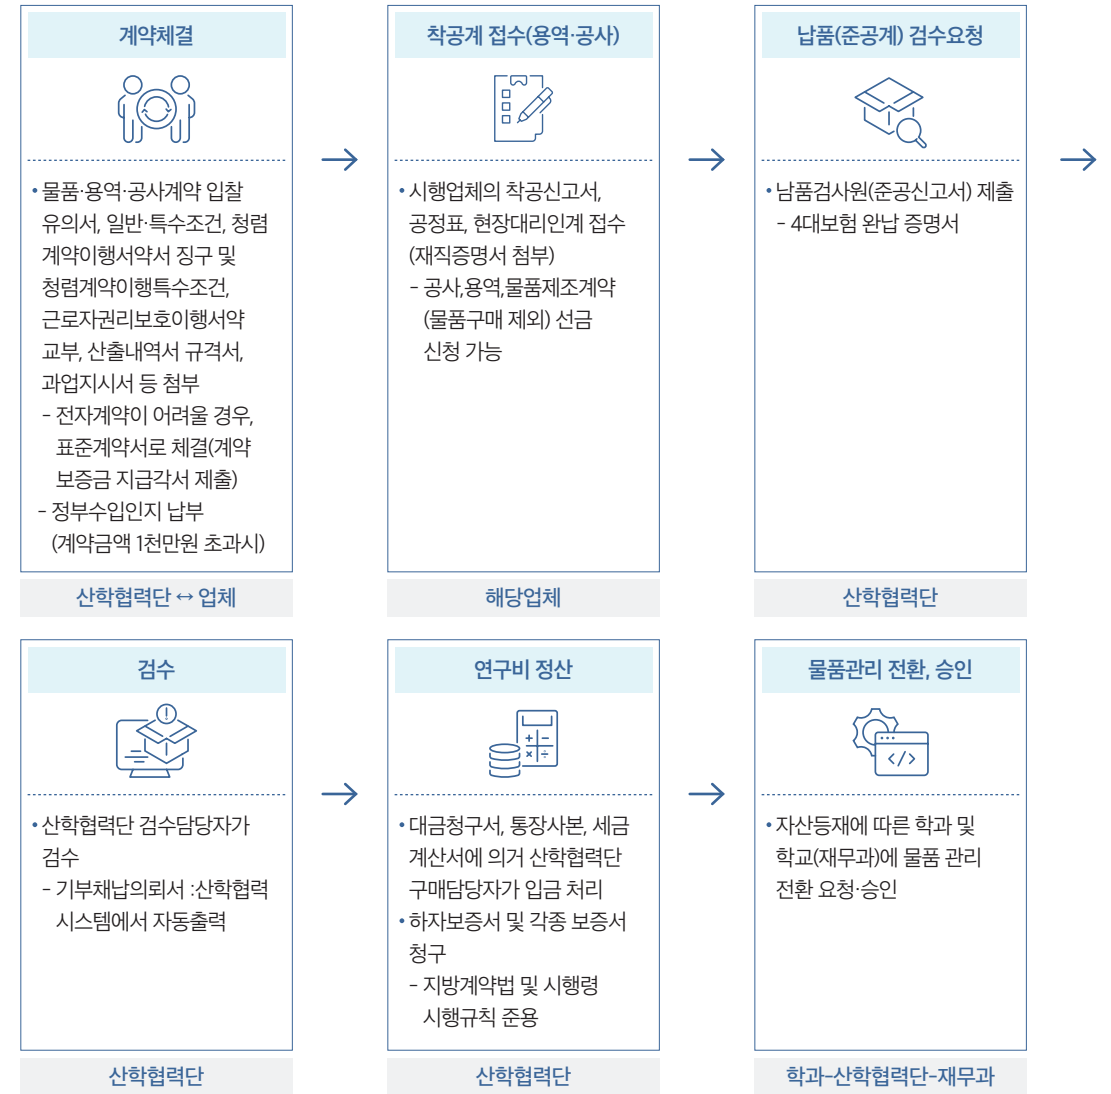 계약체결
• 물품·용역·공사계약 입찰
유의서, 일반·특수조건, 청렴
계약이행서약서 징구 및
청렴계약이행특수조건,
근로자권리보호이행서약
교부, 산출내역서 규격서,
과업지시서 등 첨부
- 전자계약이 어려울 경우,
표준계약서로 체결(계약
보증금 지급각서 제출)
- 정부수입인지 납부
(계약금액 1천만원 초과시)
산학협력단 ↔ 업체
착공계 접수(용역·공사)
• 시행업체의 착공신고서,
공정표, 현장대리인계 접수
(재직증명서 첨부)
- 공사,용역,물품제조계약
(물품구매 제외) 선금
신청 가능
해당업체
납품(준공계) 검수요청
• 남품검사원(준공신고서) 제출
- 4대보험 완납 증명서
산학협력단
검수
• 산학협력단 검수담당자가
검수
- 기부채납의뢰서 :산학협력
시스템에서 자동출력
산학협력단
연구비 정산
• 대금청구서, 통장사본, 세금
계산서에 의거 산학협력단
구매담당자가 입금 처리
• 하자보증서 및 각종 보증서
청구
- 지방계약법 및 시행령
시행규칙 준용
산학협력단
물품관리 전환, 승인
• 자산등재에 따른 학과 및
학교(재무과)에 물품 관리
전환 요청·승인
학과-산학협력단-재무과